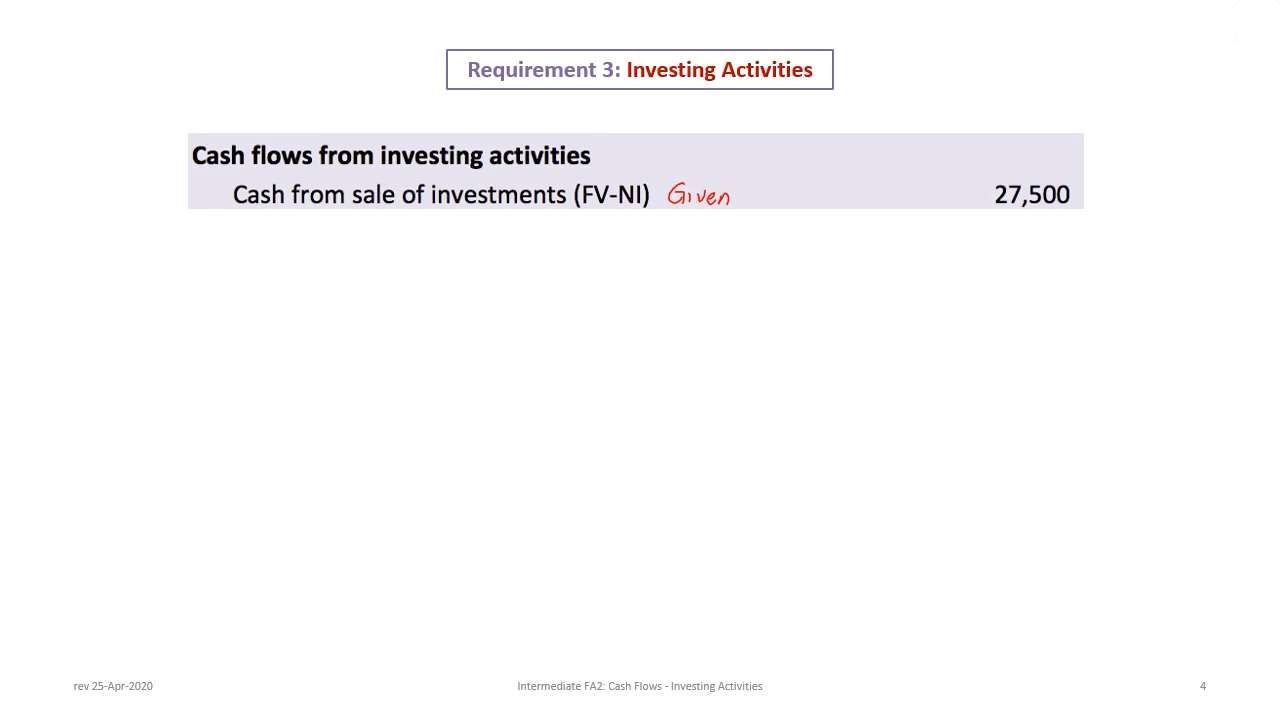 Requirement 3: Investing Activities
Cash flows from investing activities
Cash from sale of investments (FV-NI) Given 27,500
rev 25-Apr-2020 Intermediate FA2: Cash Flows - Investing Activities 4